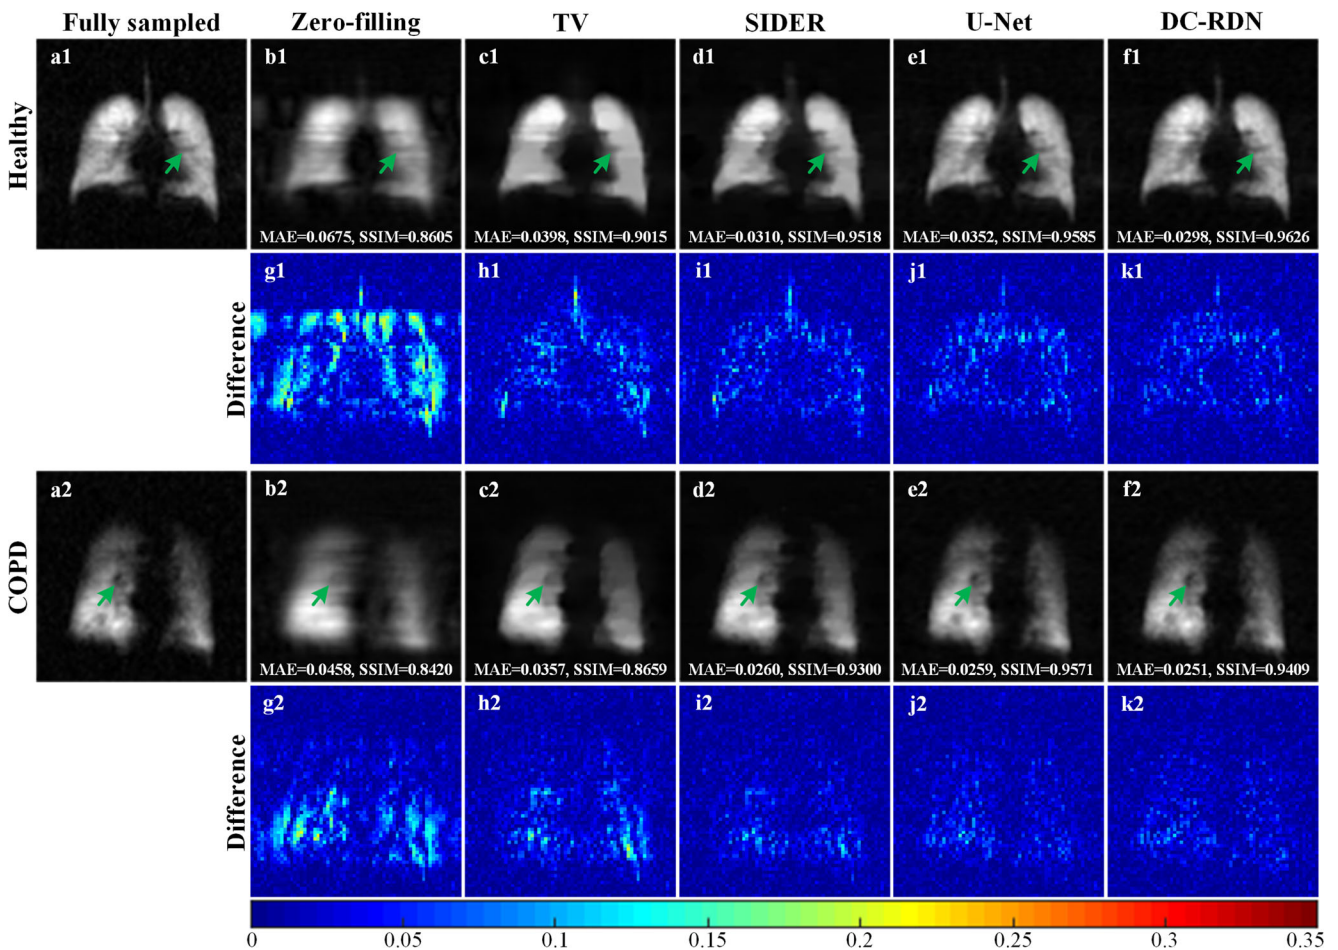 Fully sampled Zero-filling TV SIDER U-Net DC-RDN
Healthy
a1 b1 c1 d1 e1 f1
MAE=0.0675, SSIM=0.8605 MAE=0.0398, SSIM=0.9015 MAE=0.0310, SSIM=0.9518 MAE=0.0352, SSIM=0.9585 MAE=0.0298, SSIM=0.9626
Difference
g1 h1 i1 j1 k1
COPD
a2 b2 c2 d2 e2 f2
MAE=0.0458, SSIM=0.8420 MAE=0.0357, SSIM=0.8659 MAE=0.0260, SSIM=0.9300 MAE=0.0259, SSIM=0.9571 MAE=0.0251, SSIM=0.9409
Difference
g2 h2 i2 j2 k2
0 0.05 0.1 0.15 0.2 0.25 0.3 0.35